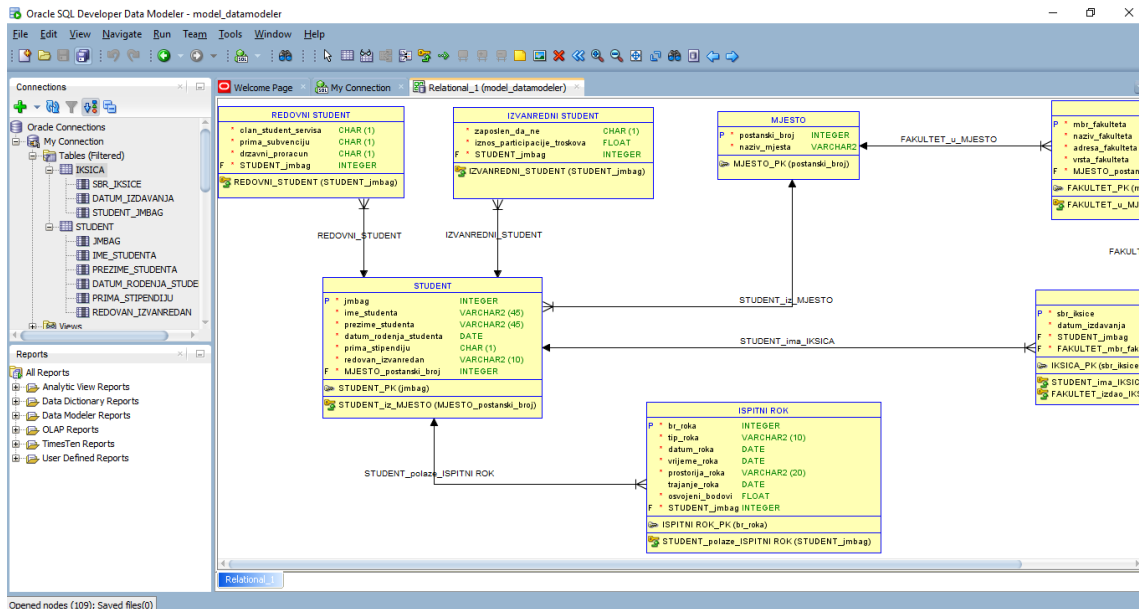 Oracle SQL Developer Data Modeler - model_datamodeler
File Edit View Navigate Run Team Tools Window Help
Connections
Oracle Connections
My Connection
Tables (Filtered)
IKSICA
SBR_IKSICE
DATUM_IZDAVANJA
STUDENT_JMBAG
STUDENT
JMBAG
IME_STUDENTA
PREZIME_STUDENTA
DATUM_RODENJA_STUDE
PRIMA_STIPENDIJU
REDOVAN_IZVANREDAN
Views
Reports
All Reports
Analytic View Reports
Data Dictionary Reports
Data Modeler Reports
OLAP Reports
TimesTen Reports
User Defined Reports
Welcome Page My Connection Relational_1 (model_datamodeler)
REDOVNI STUDENT
* clan_student_servisa CHAR (1)
* prima_subvenciju CHAR (1)
* drzavni_proracun CHAR (1)
F * STUDENT_jmbag INTEGER
REDOVNI_STUDENT (STUDENT_jmbag)
IZVANREDNI STUDENT
* zaposlen_da_ne CHAR (1)
* iznos_participacije_troskova FLOAT
F * STUDENT_jmbag INTEGER
IZVANREDNI_STUDENT (STUDENT_jmbag)
MJESTO
P * postanski_broj INTEGER
* naziv_mjesta VARCHAR2
MJESTO_PK (postanski_broj)
FAKULTET_u_MJESTO
P * mbr_fakulteta
* naziv_fakulteta
* adresa_fakulteta
* vrsta_fakulteta
F * MJESTO_postan
FAKULTET_PK (m
FAKULTET_u_MJ
REDOVNI_STUDENT
IZVANREDNI_STUDENT
FAKULT
STUDENT
P * jmbag INTEGER
* ime_studenta VARCHAR2 (45)
* prezime_studenta VARCHAR2 (45)
* datum_rodenja_studenta DATE
* prima_stipendiju CHAR (1)
* redovan_izvanredan VARCHAR2 (10)
F * MJESTO_postanski_broj INTEGER
STUDENT_PK (jmbag)
STUDENT_iz_MJESTO (MJESTO_postanski_broj)
STUDENT_iz_MJESTO
STUDENT_ima_IKSICA
P * sbr_iksice
* datum_izdavanja
F * STUDENT_jmbag
F * FAKULTET_mbr_fak
IKSICA_PK (sbr_iksice
STUDENT_ima_IKSIC
FAKULTET_izdao_IKS
STUDENT_polaze_ISPITNI ROK
ISPITNI ROK
P * br_roka INTEGER
* tip_roka VARCHAR2 (10)
* datum_roka DATE
* vrijeme_roka DATE
* prostorija_roka VARCHAR2 (20)
trajanje_roka DATE
* osvojeni_bodovi FLOAT
F * STUDENT_jmbag INTEGER
ISPITNI ROK_PK (br_roka)
STUDENT_polaze_ISPITNI ROK (STUDENT_jmbag)
Relational_1
Opened nodes (109); Saved files(0)